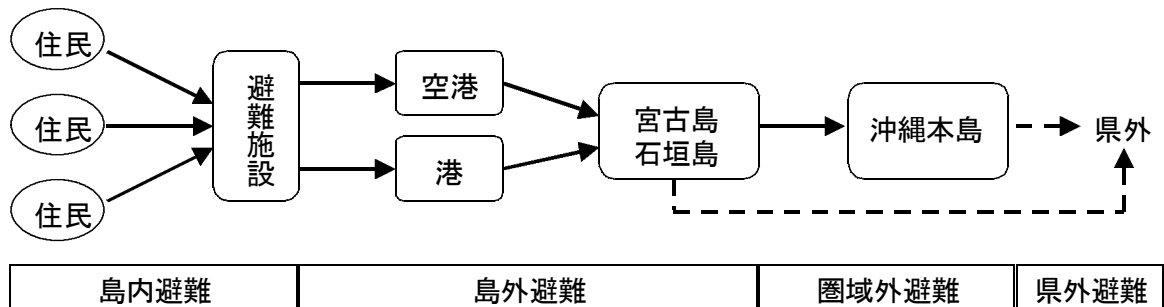 住民
住民
住民
避難施設
空港
港
宮古島
石垣島
沖縄本島
県外
島内避難
島外避難
圏域外避難
県外避難